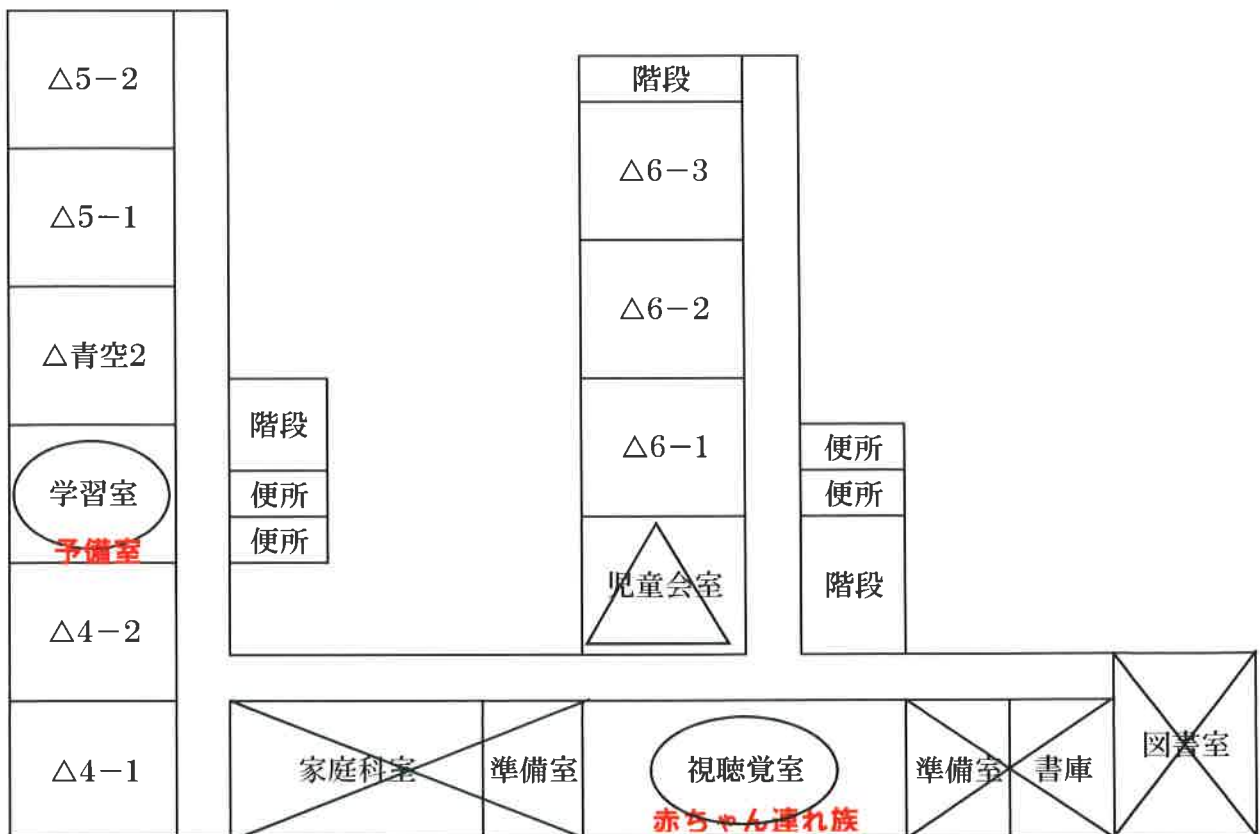 △5-2
△5-1
△青空2
学習室
予備室
△4-2
△4-1
階段
便所
便所
階段
△6-3
△6-2
△6-1
児童会室
便所
便所
階段
家庭科室
準備室
視聴覚室
赤ちゃん連れ族
準備室
書庫
図書室